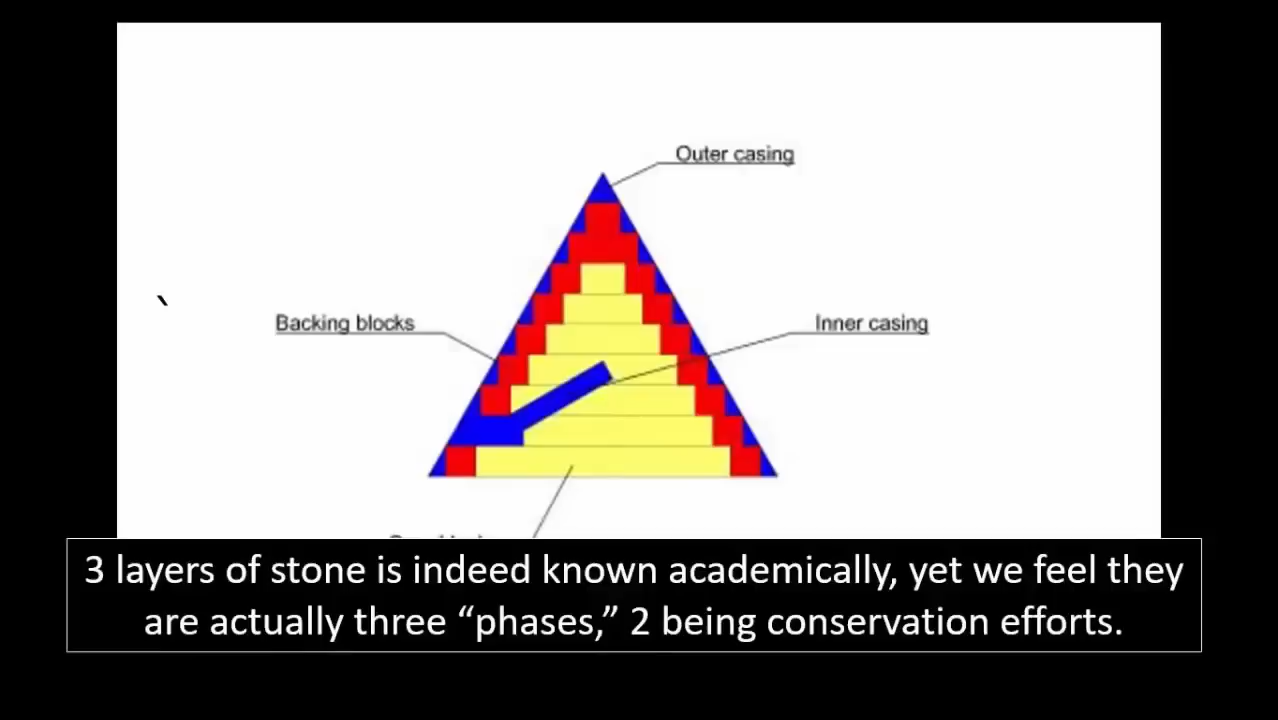 Outer casing
Backing blocks
Inner casing
3 layers of stone is indeed known academically, yet we feel they
are actually three “phases,” 2 being conservation efforts.